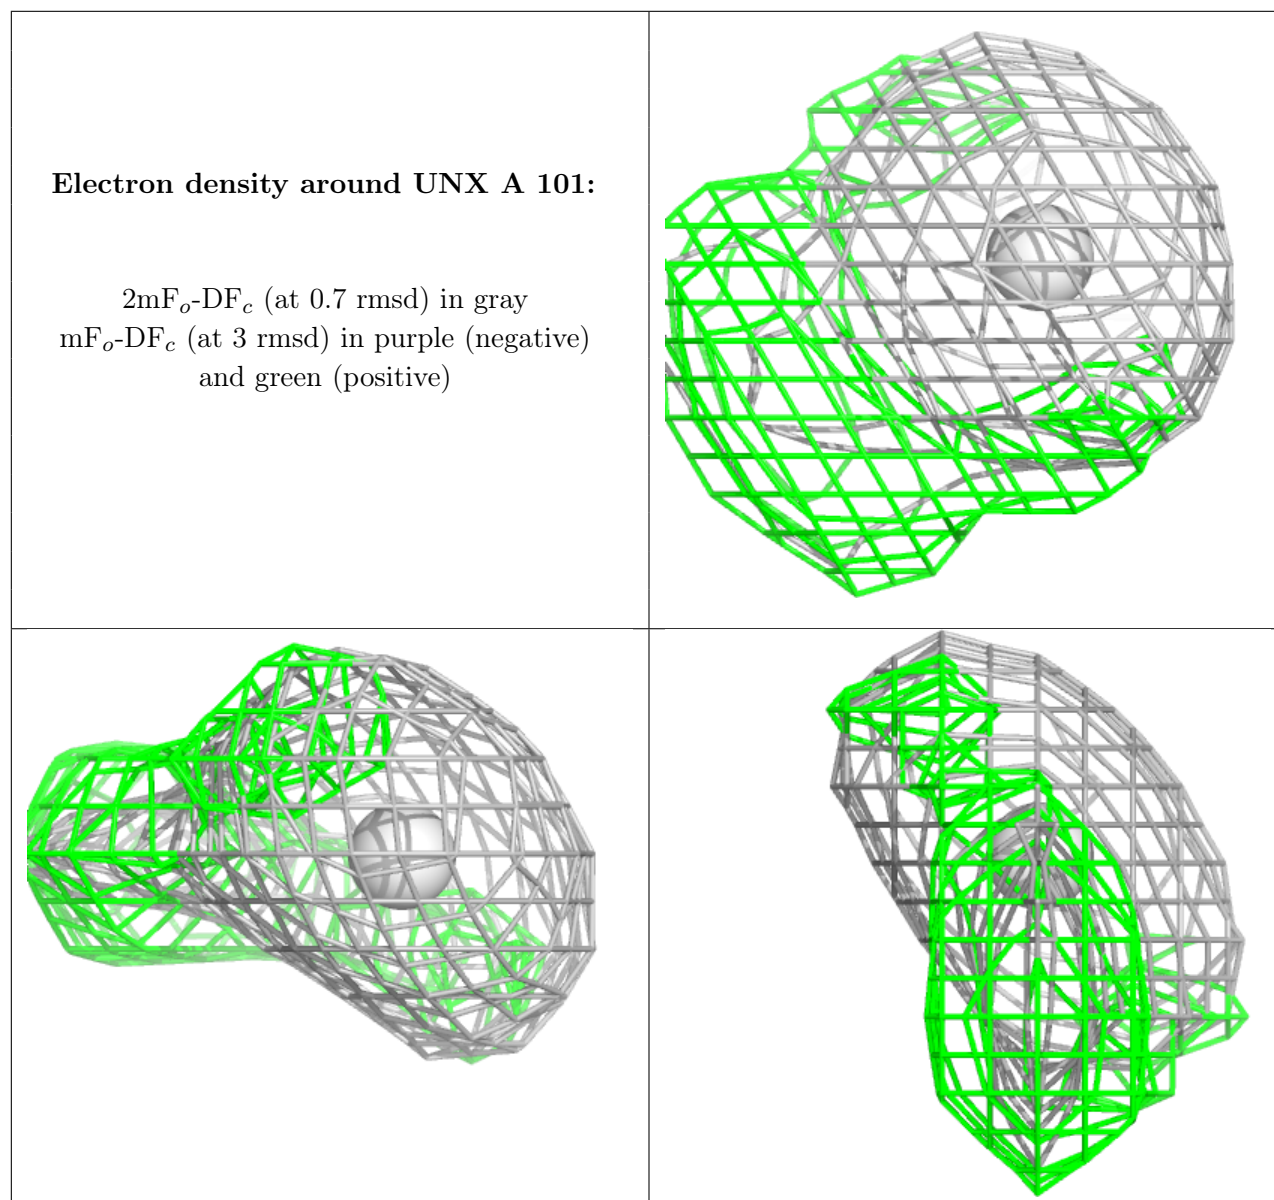 Electron density around UNX A 101:
2mFo-DFc (at 0.7 rmsd) in gray
mFo-DFc (at 3 rmsd) in purple (negative)
and green (positive)